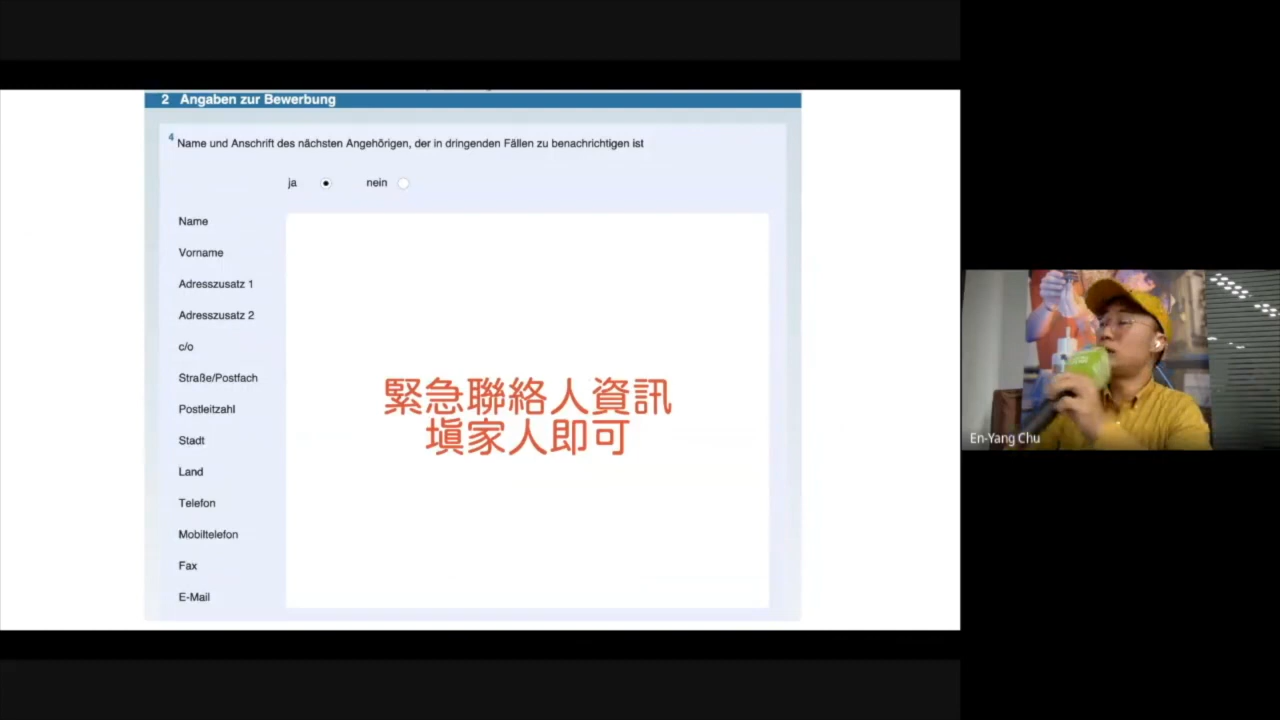 2 Angaben zur Bewerbung
4 Name und Anschrift des nächsten Angehörigen, der in dringenden Fällen zu benachrichtigen ist
ja nein
Name
Vorname
Adresszusatz 1
Adresszusatz 2
c/o
Straße/Postfach
Postleitzahl
Stadt
Land
Telefon
Mobiltelefon
Fax
E-Mail
緊急聯絡人資訊
填家人即可
En-Yang Chu